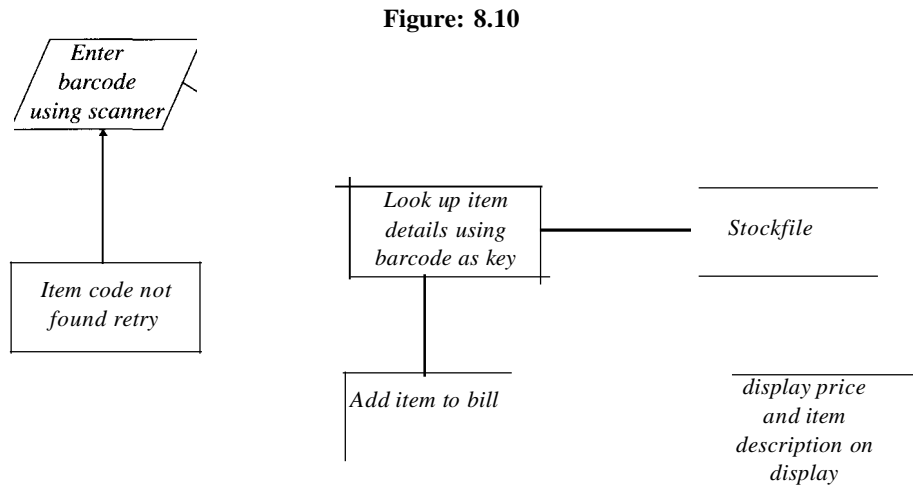 Figure: 8.10
Enter
barcode
using scanner
Look up item
details using
barcode as key
Stockfile
Item code not
found retry
Add item to bill
display price
and item
description on
display